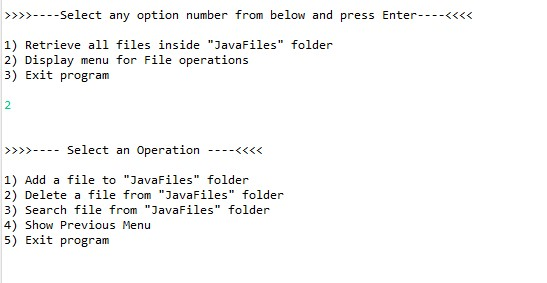 >>>>----Select any option number from below and press Enter----<<<<
1) Retrieve all files inside "JavaFiles" folder
2) Display menu for File operations
3) Exit program
2
>>>>---- Select an Operation ----<<<<
1) Add a file to "JavaFiles" folder
2) Delete a file from "JavaFiles" folder
3) Search file from "JavaFiles" folder
4) Show Previous Menu
5) Exit program